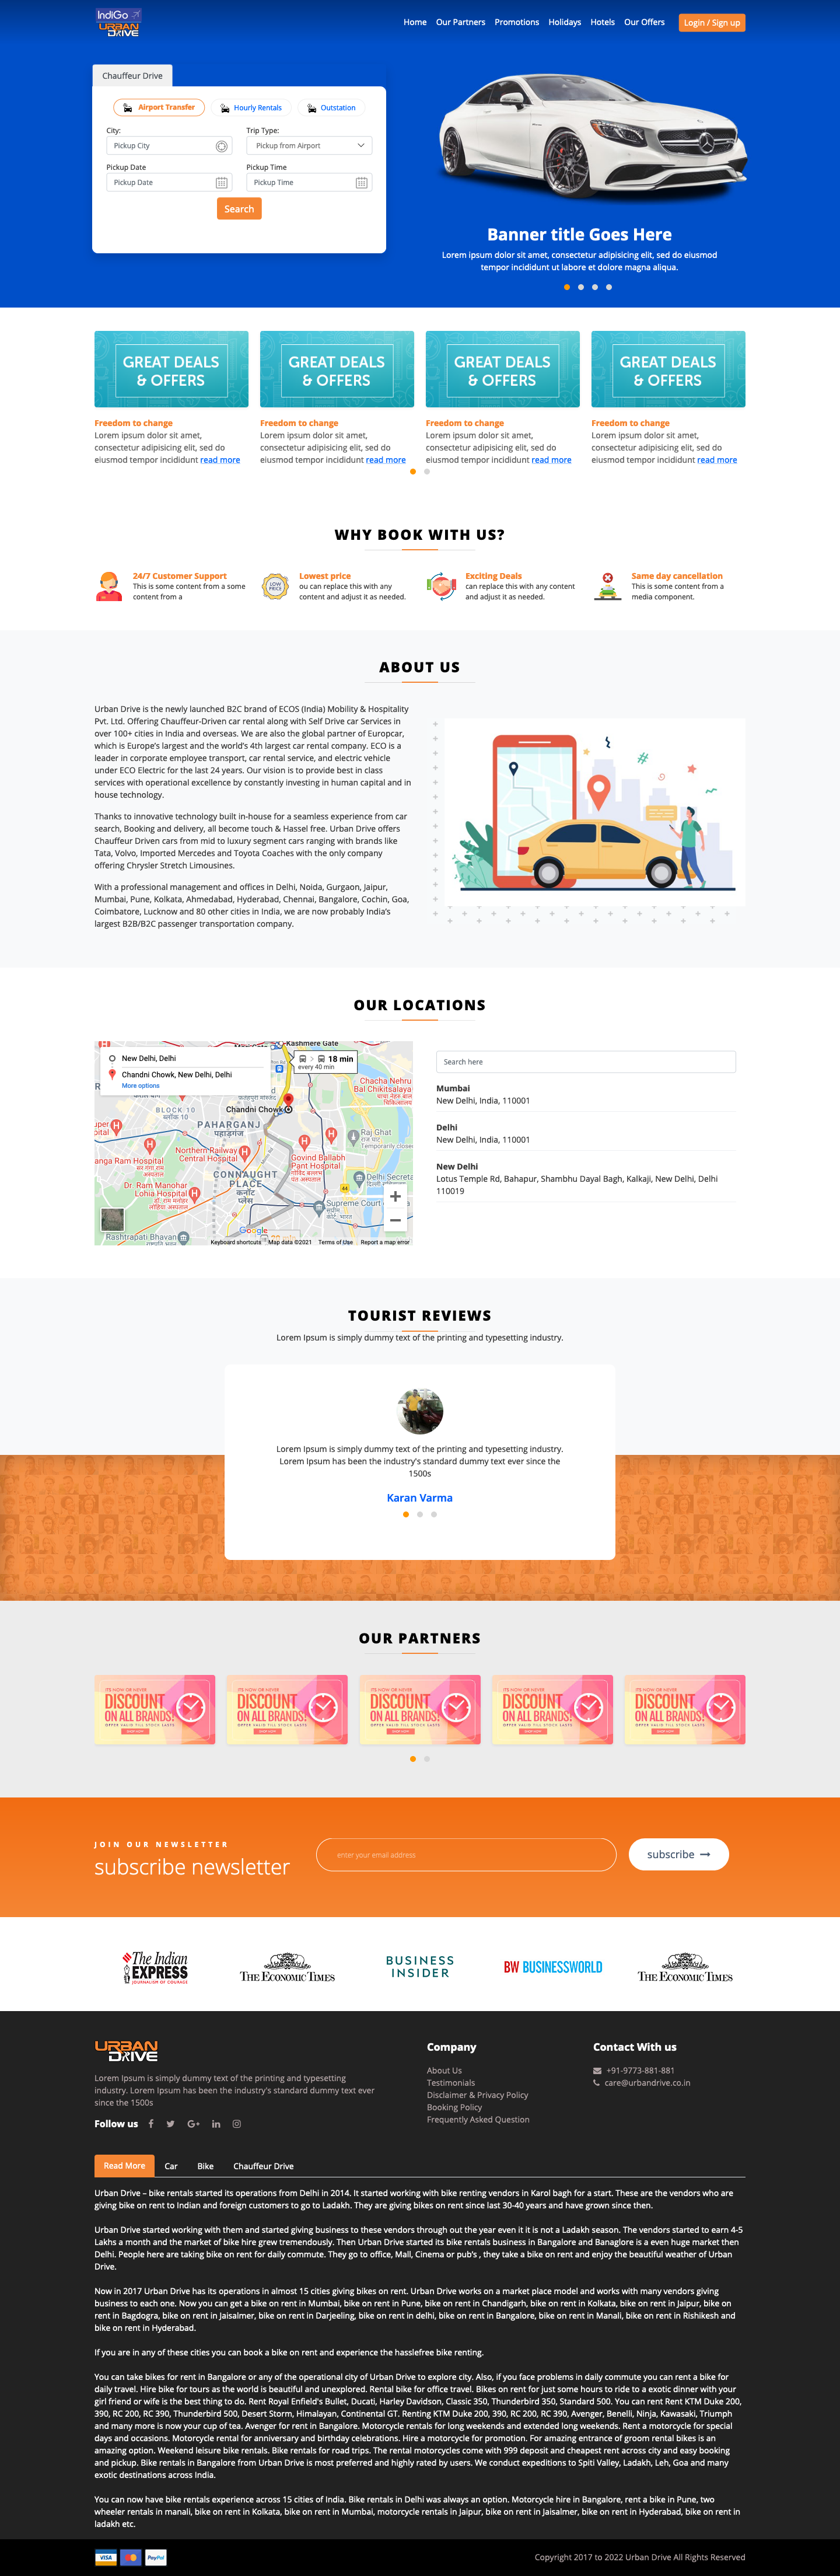 IndiGo
URBAN
DRIVE
Home Our Partners Promotions Holidays Hotels Our Offers Login / Sign up
Chauffeur Drive
Airport Transfer Hourly Rentals Outstation
City: Trip Type:
Pickup City Pickup from Airport
Pickup Date Pickup Time
Pickup Date Pickup Time
Search
Banner title Goes Here
Lorem ipsum dolor sit amet, consectetur adipisicing elit, sed do eiusmod
tempor incididunt ut labore et dolore magna aliqua.
GREAT DEALS
& OFFERS
Freedom to change
Lorem ipsum dolor sit amet,
consectetur adipisicing elit, sed do
eiusmod tempor incididunt read more
GREAT DEALS
& OFFERS
Freedom to change
Lorem ipsum dolor sit amet,
consectetur adipisicing elit, sed do
eiusmod tempor incididunt read more
GREAT DEALS
& OFFERS
Freedom to change
Lorem ipsum dolor sit amet,
consectetur adipisicing elit, sed do
eiusmod tempor incididunt read more
GREAT DEALS
& OFFERS
Freedom to change
Lorem ipsum dolor sit amet,
consectetur adipisicing elit, sed do
eiusmod tempor incididunt read more
WHY BOOK WITH US?
24/7 Customer Support
This is some content from a some
content from a
LOW
PRICE
Lowest price
ou can replace this with any
content and adjust it as needed.
Exciting Deals
can replace this with any content
and adjust it as needed.
Same day cancellation
This is some content from a
media component.
ABOUT US
Urban Drive is the newly launched B2C brand of ECOS (India) Mobility & Hospitality
Pvt. Ltd. Offering Chauffeur-Driven car rental along with Self Drive car Services in
over 100+ cities in India and overseas. We are also the global partner of Europcar,
which is Europe's largest and the world's 4th largest car rental company. ECO is a
leader in corporate employee transport, car rental service, and electric vehicle
under ECO Electric for the last 24 years. Our vision is to provide best in class
services with operational excellence by constantly investing in human capital and in
house technology.
Thanks to innovative technology built in-house for a seamless experience from car
search, Booking and delivery, all become touch & Hassel free. Urban Drive offers
Chauffeur Driven cars from mid to luxury segment cars ranging with brands like
Tata, Volvo, Imported Mercedes and Toyota Coaches with the only company
offering Chrysler Stretch Limousines.
With a professional management and offices in Delhi, Noida, Gurgaon, Jaipur,
Mumbai, Pune, Kolkata, Ahmedabad, Hyderabad, Chennai, Bangalore, Cochin, Goa,
Coimbatore, Lucknow and 80 other cities in India, we are now probably India's
largest B2B/B2C passenger transportation company.
OUR LOCATIONS
Kashmere Gate
New Delhi, Delhi
Chandni Chowk, New Delhi, Delhi
More options
18 min
every 40 min
Chacha Nehru
Bal Chikitsalaya
Chandni Chowk
BLOCK 10
ब्लॉक 10
PAHARGANJ
पहाड़गंज
Raj Ghat
Superspecialty
anga Ram Hospital
Northern Railway
Central Hospital
Govind Ballabh
Pant Hospital
Delhi Secretar
Dr. Ram Manohar
Lohia Hospital
CONNAUGHT
PLACE
कनॉट
प्लेस
44
Supreme Court
Rashtrapati Bhavan
Google
Keyboard shortcuts Map data ©2021 Terms of Use Report a map error
Search here
Mumbai
New Delhi, India, 110001
Delhi
New Delhi, India, 110001
New Delhi
Lotus Temple Rd, Bahapur, Shambhu Dayal Bagh, Kalkaji, New Delhi, Delhi
110019
TOURIST REVIEWS
Lorem Ipsum is simply dummy text of the printing and typesetting industry.
Lorem Ipsum is simply dummy text of the printing and typesetting industry.
Lorem Ipsum has been the industry's standard dummy text ever since the
1500s
Karan Varma
OUR PARTNERS
ITS NOW OR NEVER
DISCOUNT
ON ALL BRANDS!
OFFER VALID TILL STOCK LASTS
ITS NOW OR NEVER
DISCOUNT
ON ALL BRANDS!
OFFER VALID TILL STOCK LASTS
ITS NOW OR NEVER
DISCOUNT
ON ALL BRANDS!
OFFER VALID TILL STOCK LASTS
ITS NOW OR NEVER
DISCOUNT
ON ALL BRANDS!
OFFER VALID TILL STOCK LASTS
ITS NOW OR NEVER
DISCOUNT
ON ALL BRANDS!
OFFER VALID TILL STOCK LASTS
JOIN OUR NEWSLETTER
subscribe newsletter
enter your email address
subscribe
The Indian
EXPRESS
JOURNALISM OF COURAGE
THE ECONOMIC TIMES
BUSINESS
INSIDER
BW BUSINESSWORLD
THE ECONOMIC TIMES
URBAN
DRIVE
Lorem Ipsum is simply dummy text of the printing and typesetting
industry. Lorem Ipsum has been the industry's standard dummy text ever
since the 1500s
Follow us
Company
About Us
Testimonials
Disclaimer & Privacy Policy
Booking Policy
Frequently Asked Question
Contact With us
+91-9773-881-881
care@urbandrive.co.in
Read More Car Bike Chauffeur Drive
Urban Drive – bike rentals started its operations from Delhi in 2014. It started working with bike renting vendors in Karol bagh for a start. These are the vendors who are
giving bike on rent to Indian and foreign customers to go to Ladakh. They are giving bikes on rent since last 30-40 years and have grown since then.
Urban Drive started working with them and started giving business to these vendors through out the year even it it is not a Ladakh season. The vendors started to earn 4-5
Lakhs a month and the market of bike hire grew tremendously. Then Urban Drive started its bike rentals business in Bangalore and Banaglore is a even huge market then
Delhi. People here are taking bike on rent for daily commute. They go to office, Mall, Cinema or pub's , they take a bike on rent and enjoy the beautiful weather of Urban
Drive.
Now in 2017 Urban Drive has its operations in almost 15 cities giving bikes on rent. Urban Drive works on a market place model and works with many vendors giving
business to each one. Now you can get a bike on rent in Mumbai, bike on rent in Pune, bike on rent in Chandigarh, bike on rent in Kolkata, bike on rent in Jaipur, bike on
rent in Bagdogra, bike on rent in Jaisalmer, bike on rent in Darjeeling, bike on rent in delhi, bike on rent in Bangalore, bike on rent in Manali, bike on rent in Rishikesh and
bike on rent in Hyderabad.
If you are in any of these cities you can book a bike on rent and experience the hasslefree bike renting.
You can take bikes for rent in Bangalore or any of the operational city of Urban Drive to explore city. Also, if you face problems in daily commute you can rent a bike for
daily travel. Hire bike for tours as the world is beautiful and unexplored. Rental bike for office travel. Bikes on rent for just some hours to ride to a exotic dinner with your
girl friend or wife is the best thing to do. Rent Royal Enfield's Bullet, Ducati, Harley Davidson, Classic 350, Thunderbird 350, Standard 500. You can rent Rent KTM Duke 200,
390, RC 200, RC 390, Thunderbird 500, Desert Storm, Himalayan, Continental GT. Renting KTM Duke 200, 390, RC 200, RC 390, Avenger, Benelli, Ninja, Kawasaki, Triumph
and many more is now your cup of tea. Avenger for rent in Bangalore. Motorcycle rentals for long weekends and extended long weekends. Rent a motorcycle for special
days and occasions. Motorcycle rental for anniversary and birthday celebrations. Hire a motorcycle for promotion. For amazing entrance of groom rental bikes is an
amazing option. Weekend leisure bike rentals. Bike rentals for road trips. The rental motorcycles come with 999 deposit and cheapest rent across city and easy booking
and pickup. Bike rentals in Bangalore from Urban Drive is most preferred and highly rated by users. We conduct expeditions to Spiti Valley, Ladakh, Leh, Goa and many
exotic destinations across India.
You can now have bike rentals experience across 15 cities of India. Bike rentals in Delhi was always an option. Motorcycle hire in Bangalore, rent a bike in Pune, two
wheeler rentals in manali, bike on rent in Kolkata, bike on rent in Mumbai, motorcycle rentals in Jaipur, bike on rent in Jaisalmer, bike on rent in Hyderabad, bike on rent in
ladakh etc.
VISA MasterCard PayPal
Copyright 2017 to 2022 Urban Drive All Rights Reserved